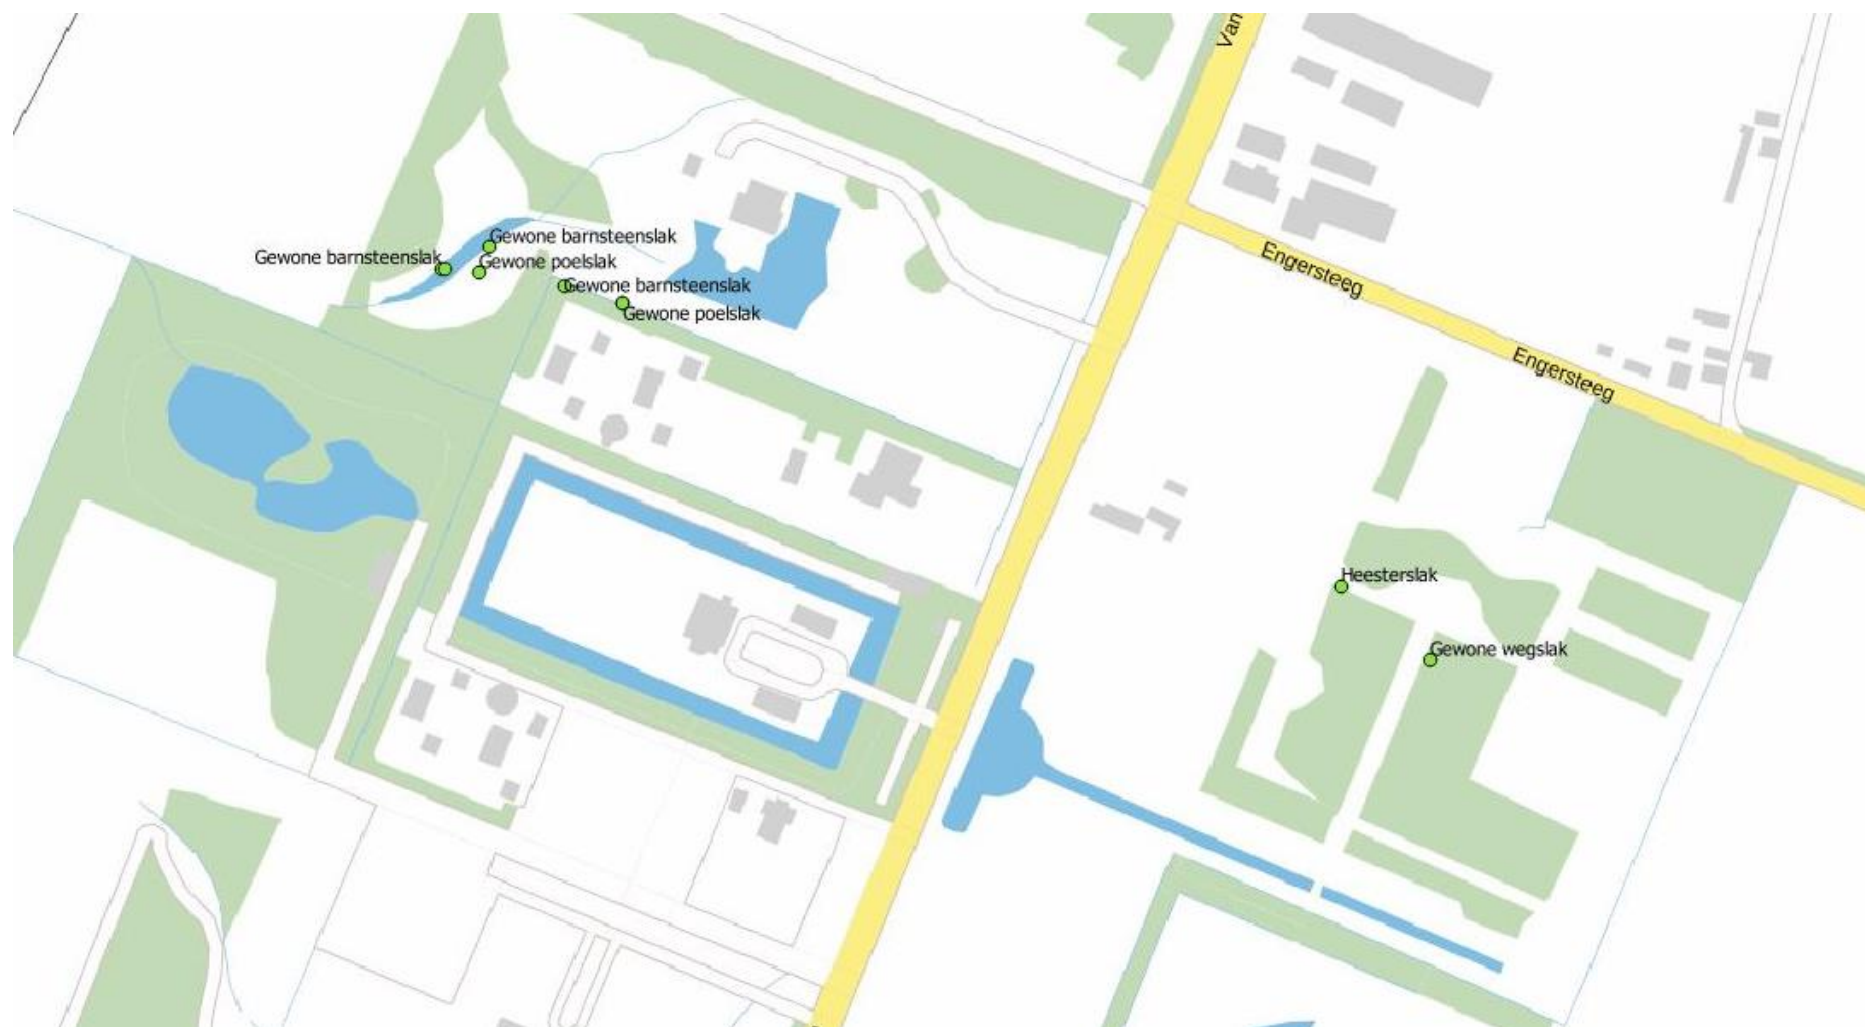 Van
Engersteeg
Engersteeg
Gewone barnsteenslak
Gewone barnsteenslak
Gewone poelslak
Gewone barnsteenslak
Gewone poelslak
Heesterslak
Gewone wegslak